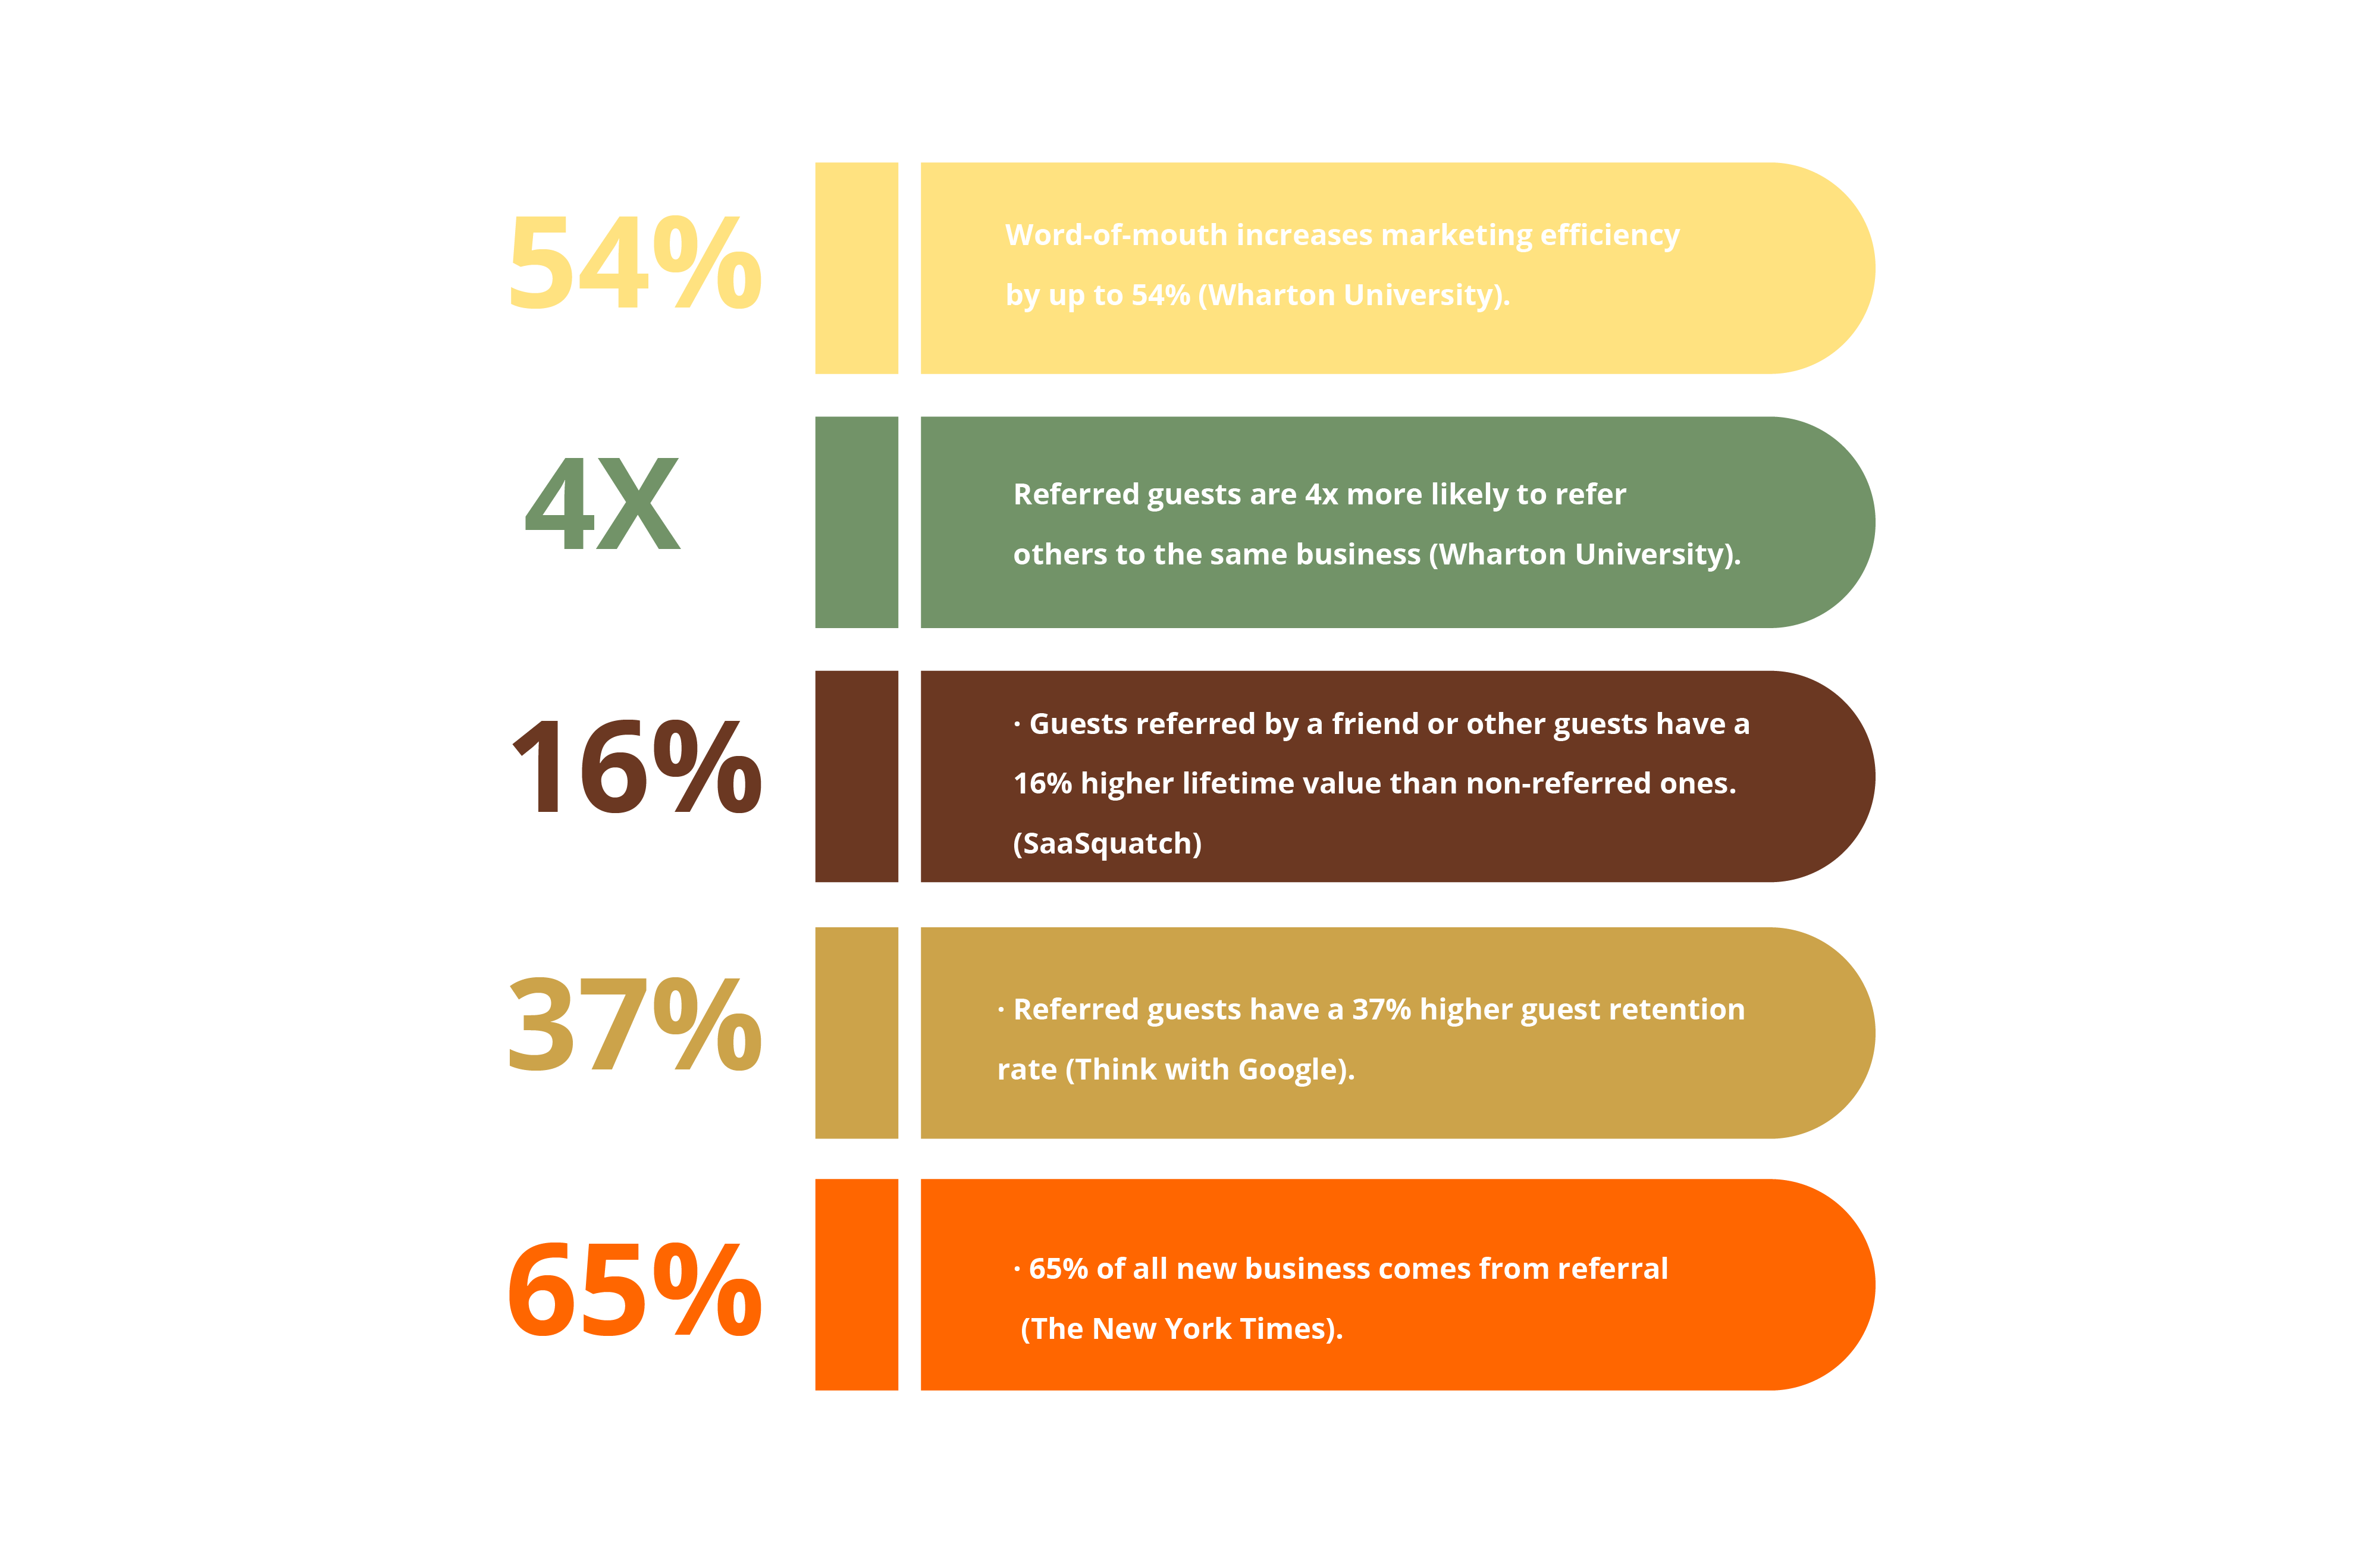 54%
Word-of-mouth increases marketing efficiency
by up to 54% (Wharton University).
4X
Referred guests are 4x more likely to refer
others to the same business (Wharton University).
16%
· Guests referred by a friend or other guests have a
16% higher lifetime value than non-referred ones.
(SaaSquatch)
37%
· Referred guests have a 37% higher guest retention
rate (Think with Google).
65%
· 65% of all new business comes from referral
(The New York Times).